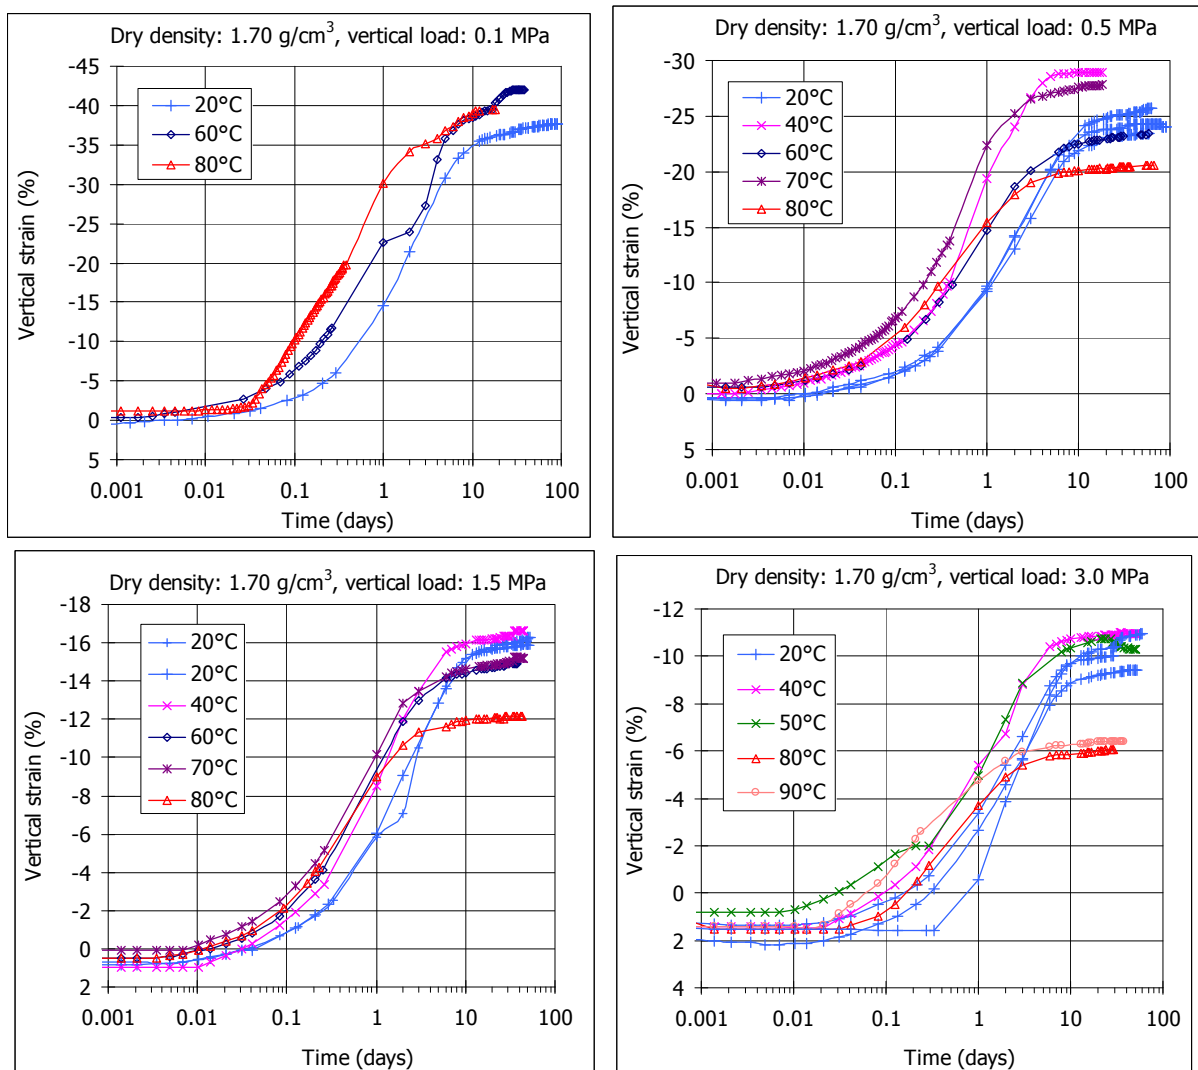 Dry density: 1.70 g/cm³, vertical load: 0.1 MPa
-45
-40
-35
-30
-25
-20
-15
-10
-5
0
5
Vertical strain (%)
20°C
60°C
80°C
0.001 0.01 0.1 1 10 100
Time (days)
Dry density: 1.70 g/cm³, vertical load: 0.5 MPa
-30
-25
-20
-15
-10
-5
0
5
Vertical strain (%)
20°C
40°C
60°C
70°C
80°C
0.001 0.01 0.1 1 10 100
Time (days)
Dry density: 1.70 g/cm³, vertical load: 1.5 MPa
-18
-16
-14
-12
-10
-8
-6
-4
-2
0
2
Vertical strain (%)
20°C
20°C
40°C
60°C
70°C
80°C
0.001 0.01 0.1 1 10 100
Time (days)
Dry density: 1.70 g/cm³, vertical load: 3.0 MPa
-12
-10
-8
-6
-4
-2
0
2
4
Vertical strain (%)
20°C
40°C
50°C
80°C
90°C
0.001 0.01 0.1 1 10 100
Time (days)